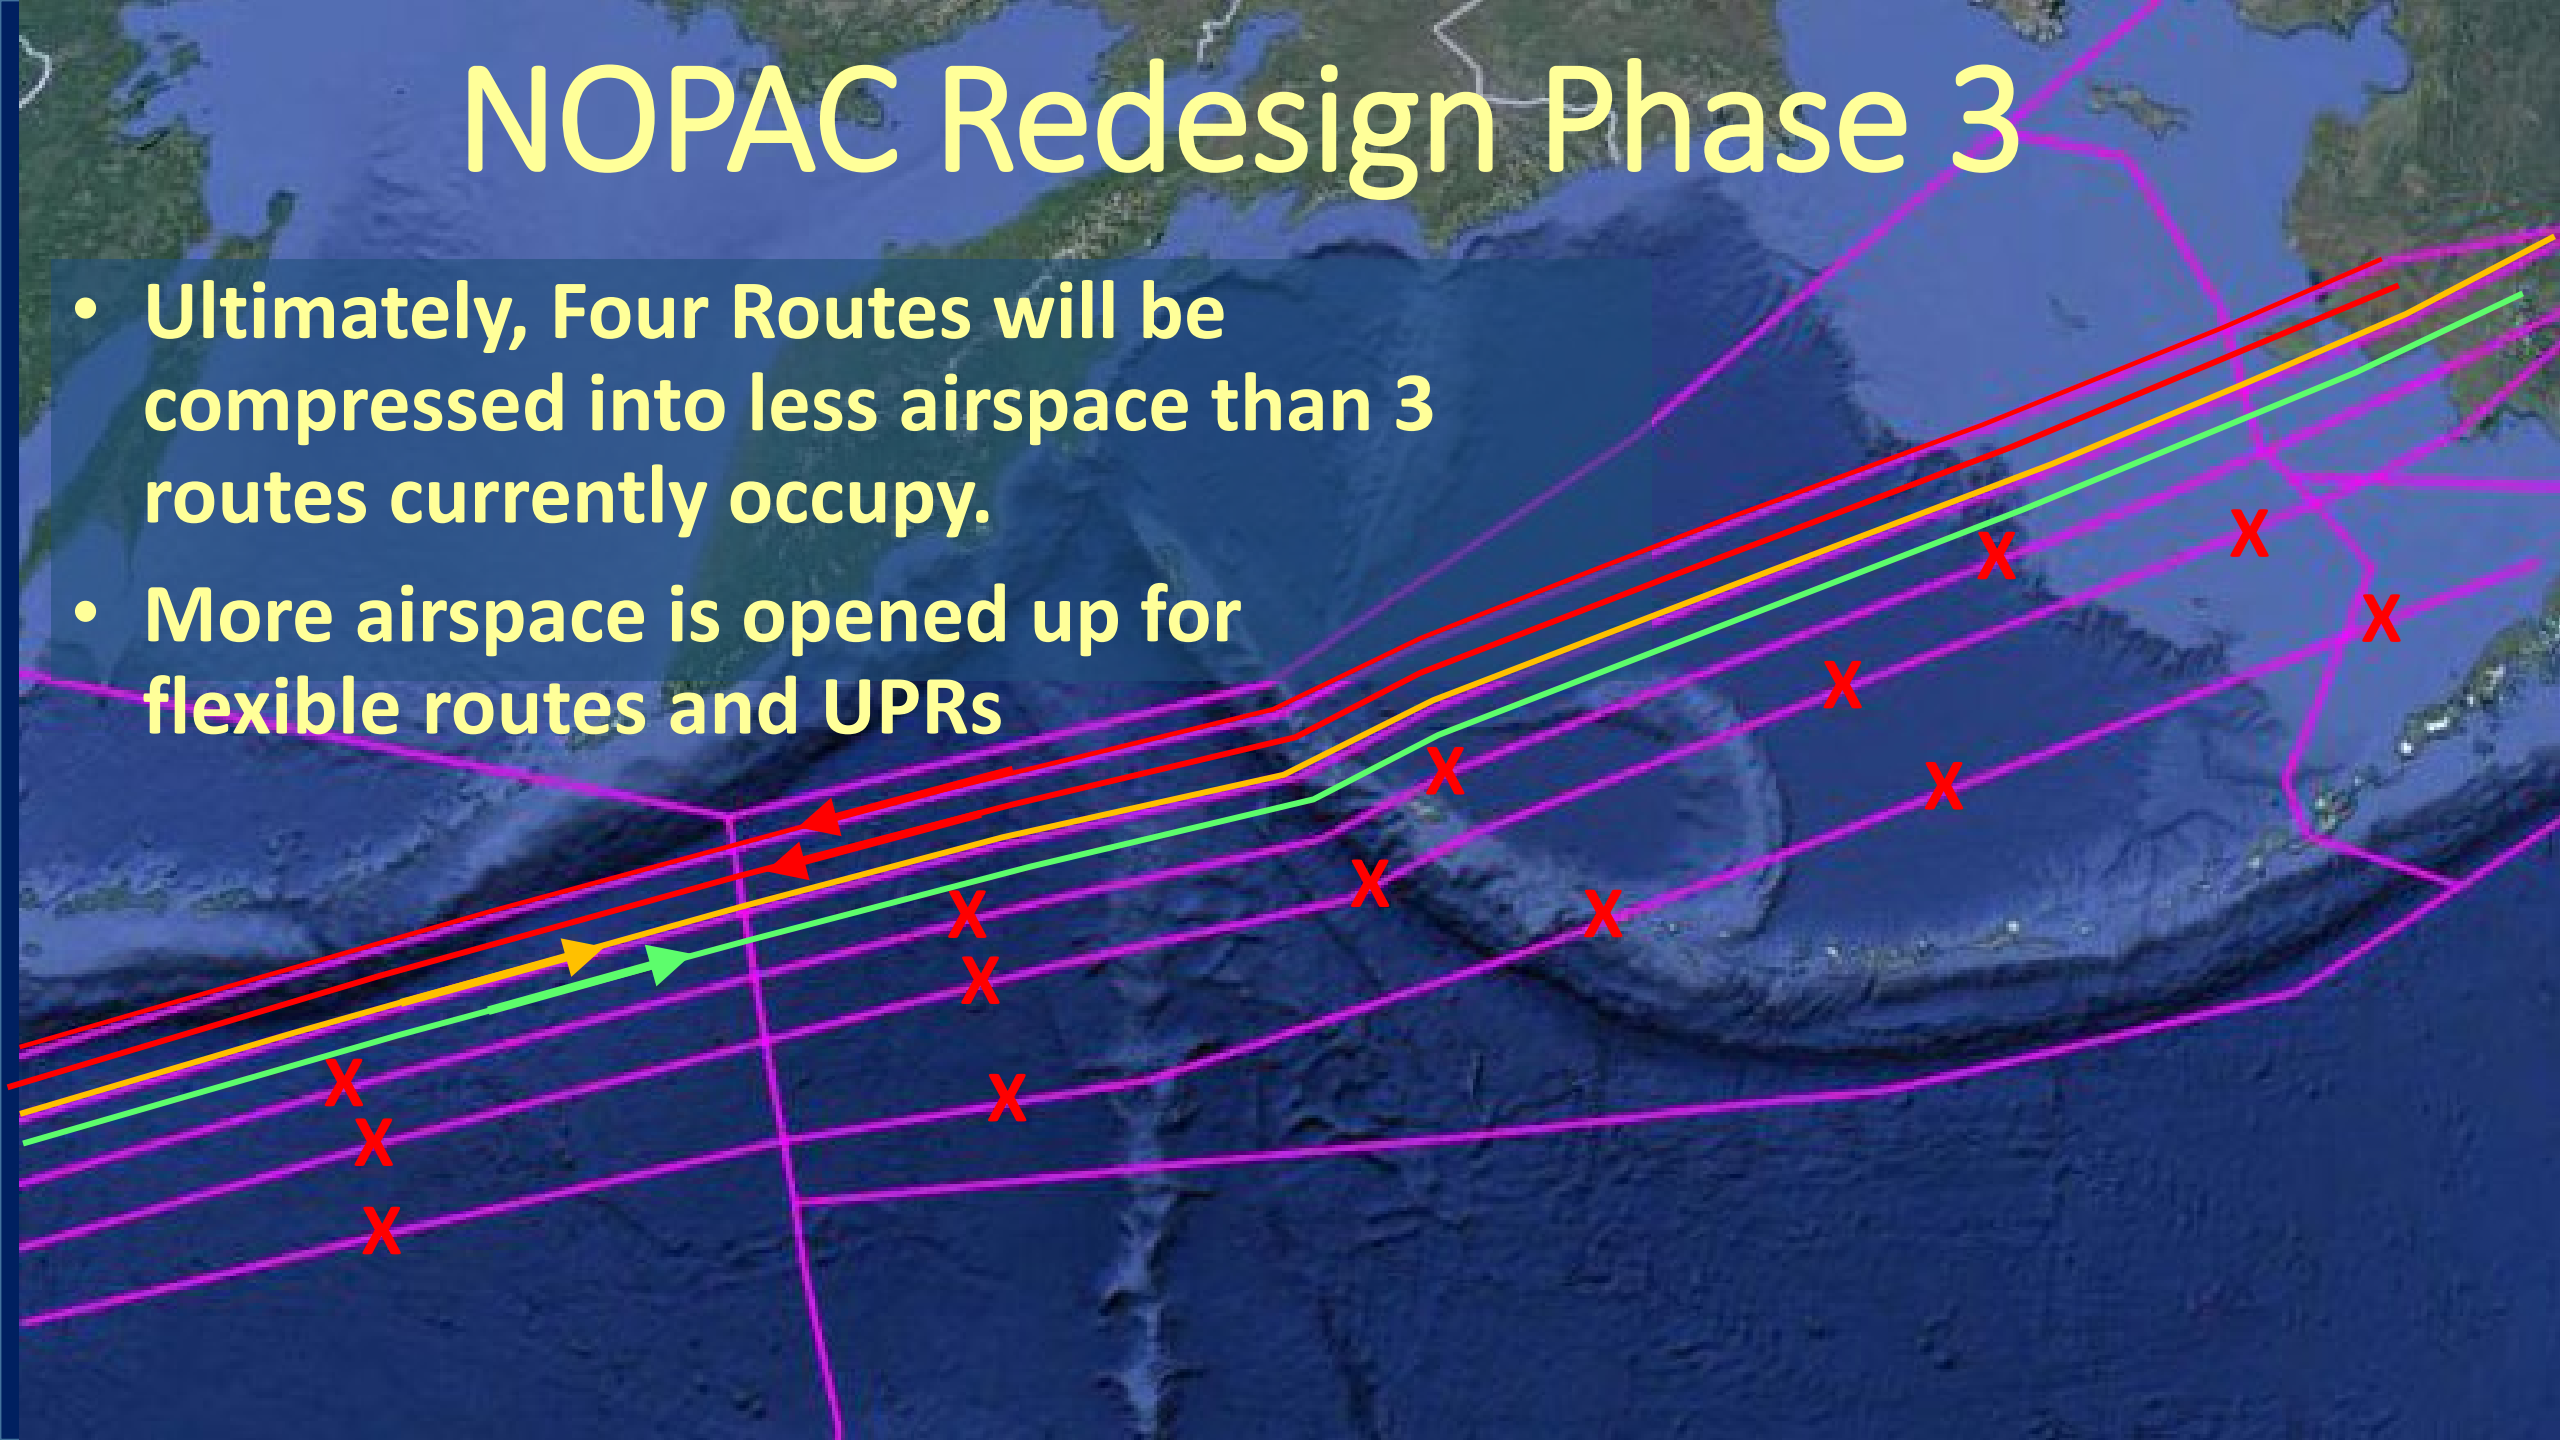 NOPAC Redesign Phase 3
• Ultimately, Four Routes will be
compressed into less airspace than 3
routes currently occupy.
• More airspace is opened up for
flexible routes and UPRs
X
X
X
X
X
X
X
X
X
X
X
X
X
X